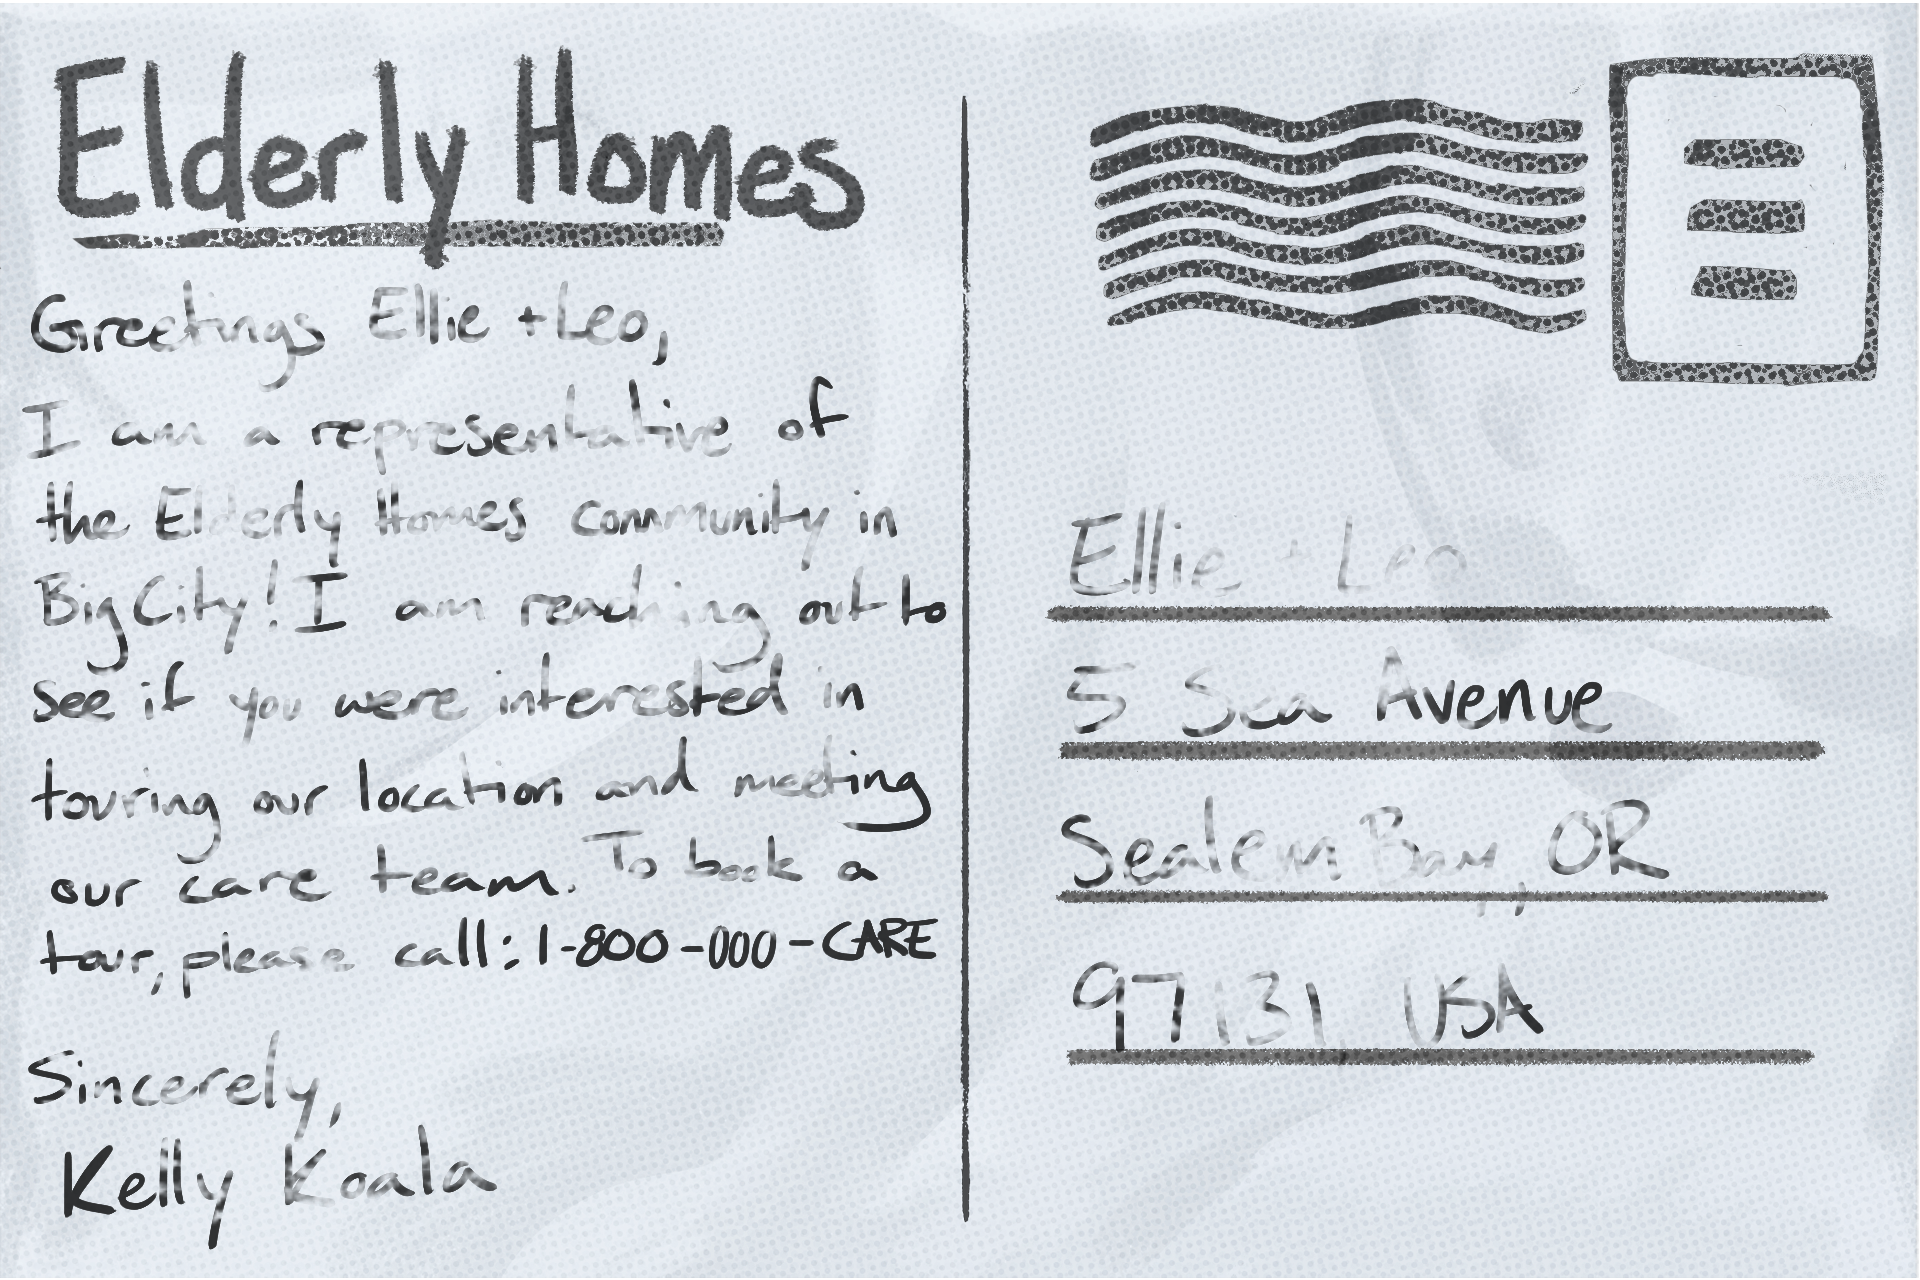 Elderly Homes
Greetings Ellie + Leo,
I am a representative of
the Elderly Homes community in
Big City! I am reaching out to
see if you were interested in
touring our location and meeting
our care team. To book a
tour, please call: 1-800-000-CARE
Sincerely,
Kelly Koala
Ellie + Leo
5 Sea Avenue
Sealem Bay, OR
97131 USA